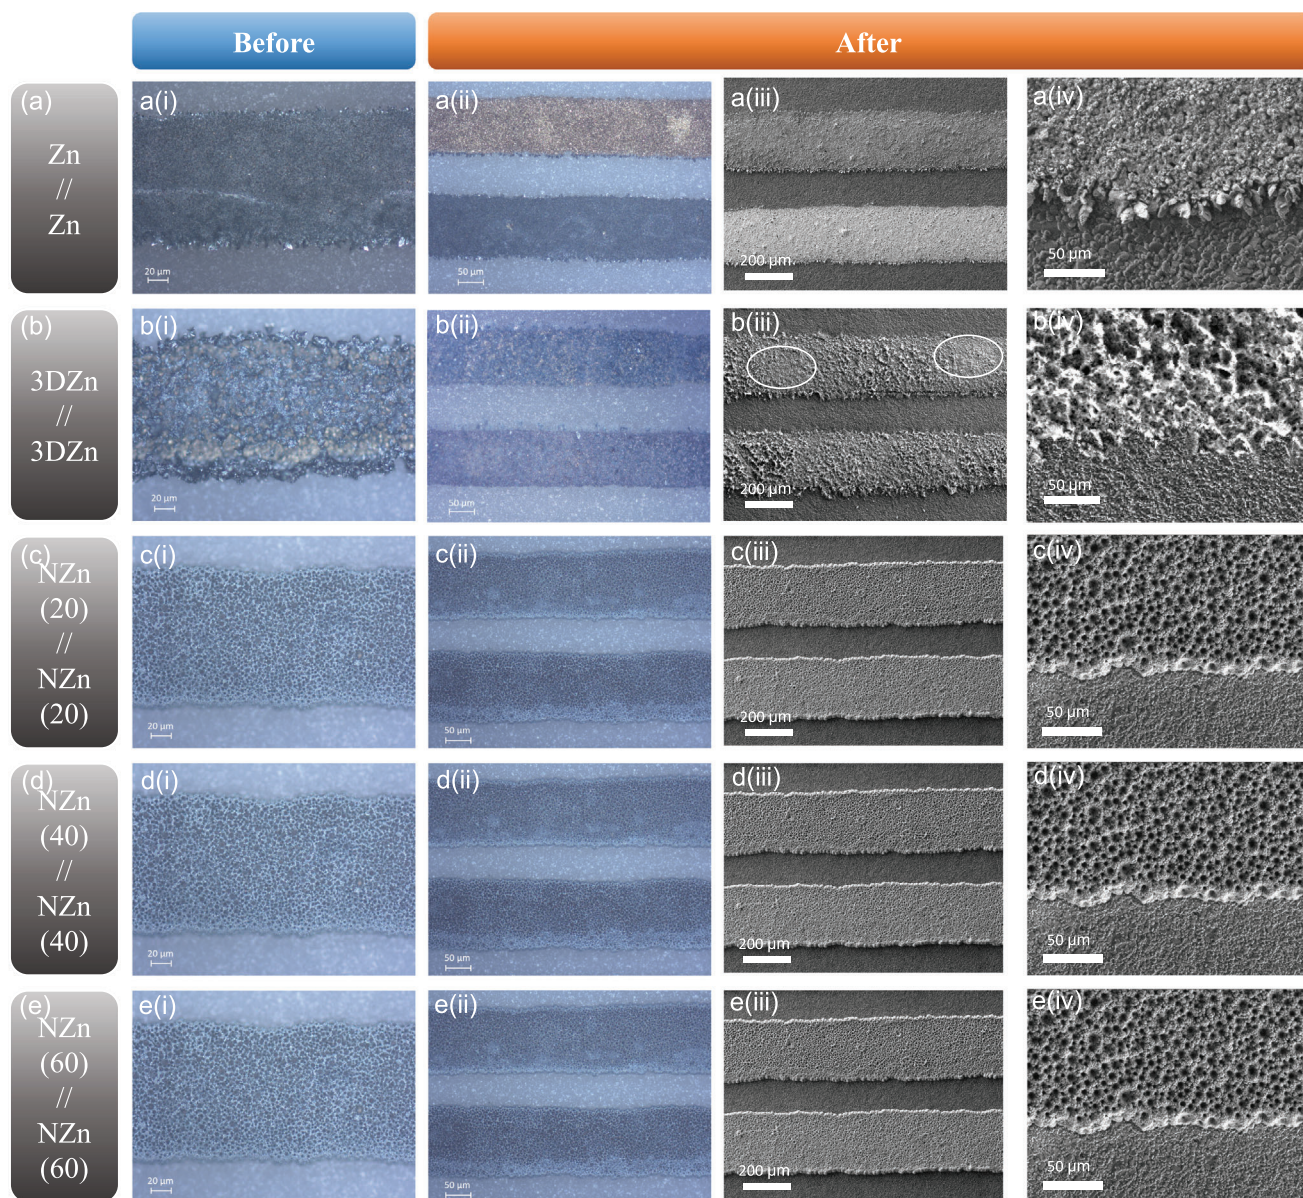 Before
After
(a)
Zn
//
Zn
a(i)
20 μm
a(ii)
50 μm
a(iii)
200 μm
a(iv)
50 μm
(b)
3DZn
//
3DZn
b(i)
20 μm
b(ii)
50 μm
b(iii)
200 μm
b(iv)
50 μm
(c)
NZn
(20)
//
NZn
(20)
c(i)
20 μm
c(ii)
50 μm
c(iii)
200 μm
c(iv)
50 μm
(d)
NZn
(40)
//
NZn
(40)
d(i)
20 μm
d(ii)
50 μm
d(iii)
200 μm
d(iv)
50 μm
(e)
NZn
(60)
//
NZn
(60)
e(i)
20 μm
e(ii)
50 μm
e(iii)
200 μm
e(iv)
50 μm